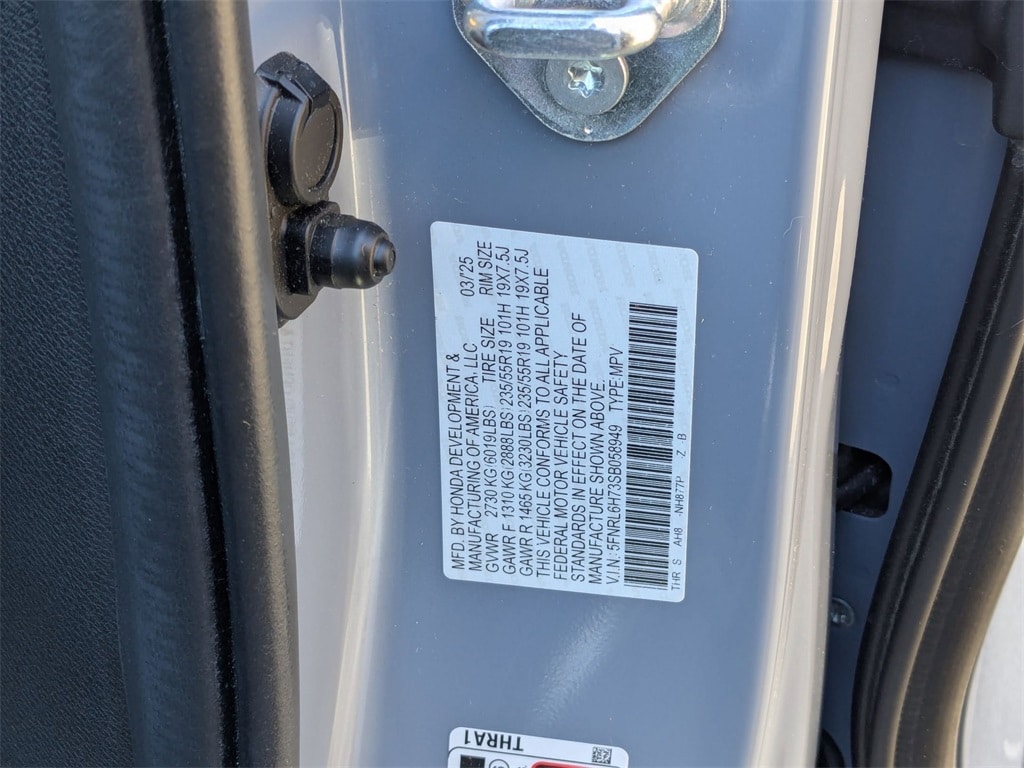 MFD. BY HONDA DEVELOPMENT &
MANUFACTURING OF AMERICA, LLC 03/'25
GVWR 2730 KG(6019LBS) TIRE SIZE RIM SIZE
GAWR F 1310 KG(2888LBS)235/55R19 101H 19X7.5J
GAWR R 1465KG(3230LBS)235/55R19 101H 19X7.5J
THIS VEHICLE CONFORMS TO ALL APPLICABLE
FEDERAL MOTOR VEHICLE SAFETY
STANDARDS IN EFFECT ON THE DATE OF
MANUFACTURE SHOWN ABOVE.
V.I.N.: 5FNRL6H73SB058949 TYPE:MPV
THR S AH8 NH877P Z B
THRA1